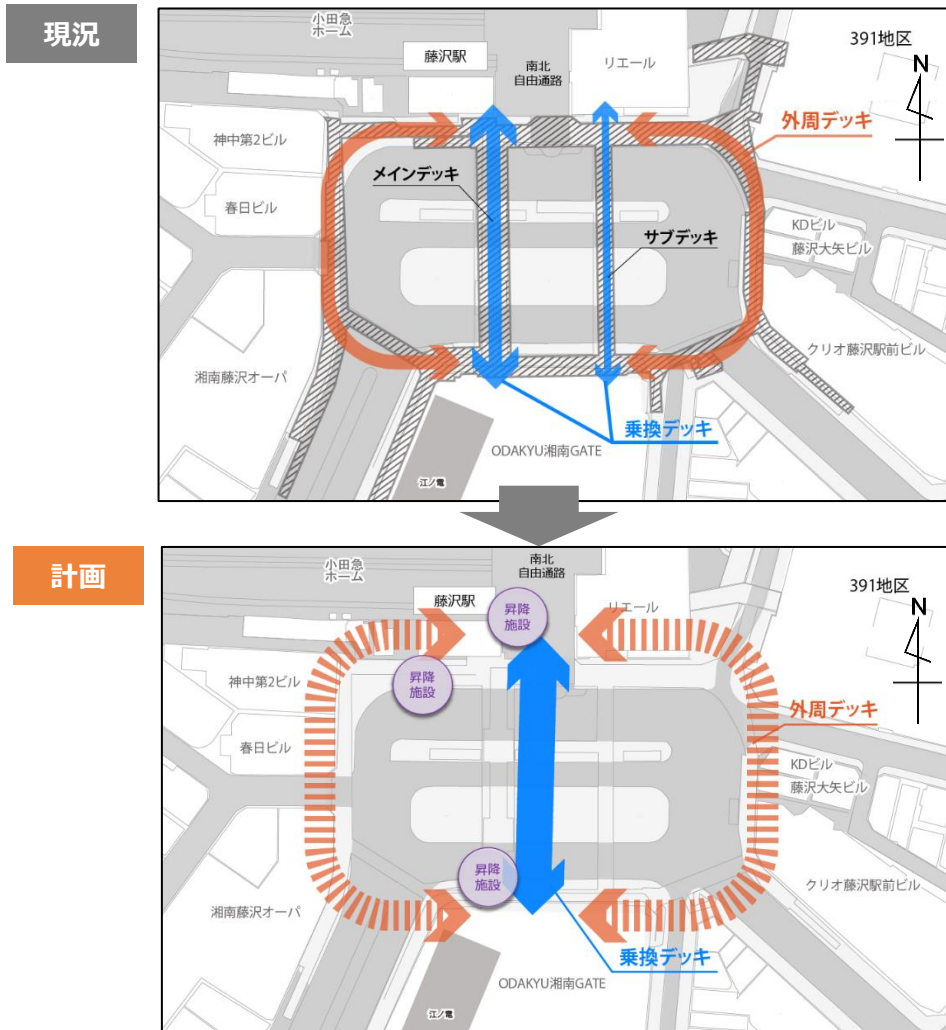 現況
小田急
ホーム
藤沢駅
南北
自由通路
リエール
391地区
N
外周デッキ
神中第2ビル
メインデッキ
春日ビル
サブデッキ
KDビル
藤沢大矢ビル
クリオ藤沢駅前ビル
湘南藤沢オーパ
乗換デッキ
ODAKYU湘南GATE
江ノ電
計画
小田急
ホーム
藤沢駅
南北
自由通路
昇降
施設
リエール
391地区
N
昇降
施設
神中第2ビル
外周デッキ
春日ビル
KDビル
藤沢大矢ビル
昇降
施設
クリオ藤沢駅前ビル
湘南藤沢オーパ
乗換デッキ
ODAKYU湘南GATE
江ノ電